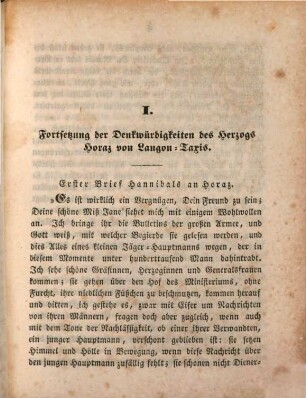 I.
Fortsetzung der Denkwürdigkeiten des Herzogs
Horaz von Langon-Taxis.
Erster Brief Hannibals an Horaz.
„Es ist wirklich ein Vergnügen, Dein Freund zu sein;
Deine schöne Miß Jane siehet mich mit einigem Wohlwollen
an. Ich bringe ihr die Bulletins der großen Armee, und
Gott weiß, mit welcher Begierde sie gelesen werden, und
dies Alles eines kleinen Jäger-Hauptmanns wegen, der in
diesem Momente unter hunderttausend Mann dahintrabt.
Ich sehe schöne Gräfinnen, Herzoginnen und Generalsfrauen
kommen; sie gehen über den Hof des Ministeriums, ohne
Furcht, ihre niedlichen Füßchen zu beschmutzen, kommen herauf
und bitten, ich gestehe es, zwar mit Eifer um Nachrichten
von ihren Männern, fragen doch aber zugleich, wenn auch
mit dem Tone der Nachlässigkeit, ob einer ihrer Verwandten,
ein junger Hauptmann, verschont geblieben ist: sie setzen
Himmel und Hölle in Bewegung, wenn diese Nachricht über
den jungen Hauptmann zufällig fehlt; sie schonen nicht Diener-